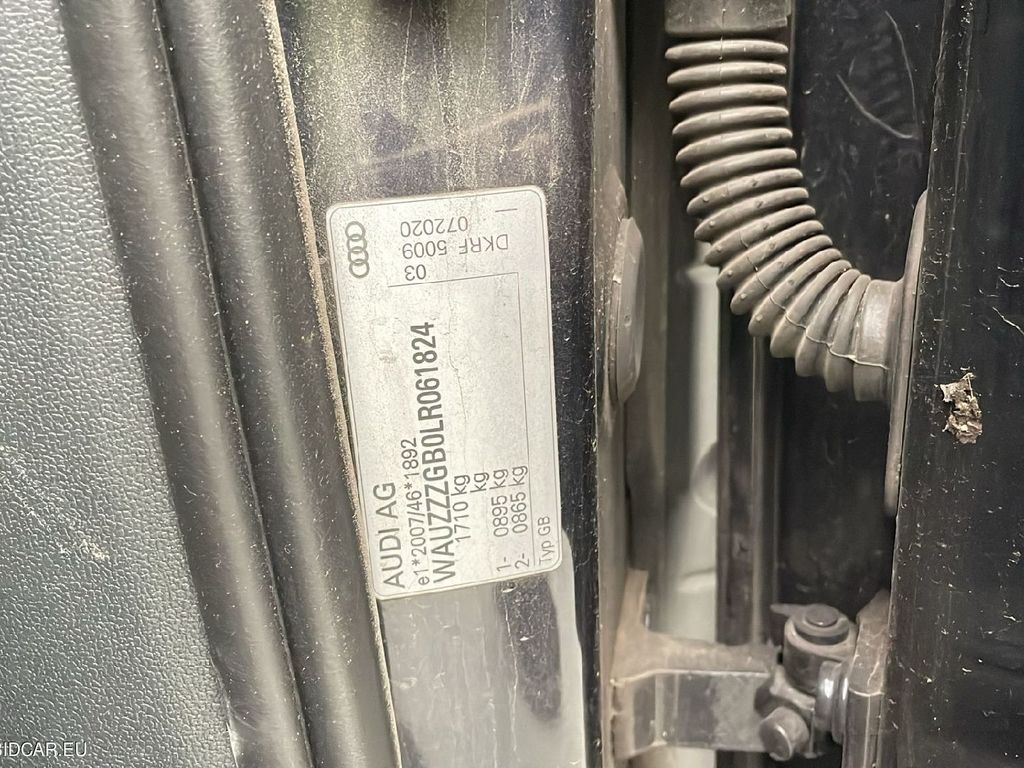 AUDI AG
e1*2007/46*1892
WAUZZZGB0LR061824
1710 kg
kg
1- 0895 kg
2- 0865 kg
Typ GB
03
DKRF 5009
072020
IDCAR.EU